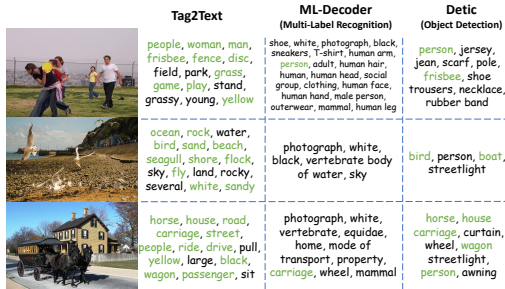 Tag2Text
ML-Decoder
(Multi-Label Recognition)
Detic
(Object Detection)
people, woman, man,
frisbee, fence, disc,
field, park, grass,
game, play, stand,
grassy, young, yellow
shoe, white, photograph, black,
sneakers, T-shirt, human arm,
person, adult, human hair,
human, human head, social
group, clothing, human face,
human hand, male person,
outerwear, mammal, human leg
person, jersey,
jean, scarf, pole,
frisbee, shoe
trousers, necklace,
rubber band
ocean, rock, water,
bird, sand, beach,
seagull, shore, flock,
sky, fly, land, rocky,
several, white, sandy
photograph, white,
black, vertebrate body
of water, sky
bird, person, boat,
streetlight
horse, house, road,
carriage, street,
people, ride, drive, pull,
yellow, large, black,
wagon, passenger, sit
photograph, white,
vertebrate, equidae,
home, mode of
transport, property,
carriage, wheel, mammal
horse, house
carriage, curtain,
wheel, wagon
streetlight,
person, awning